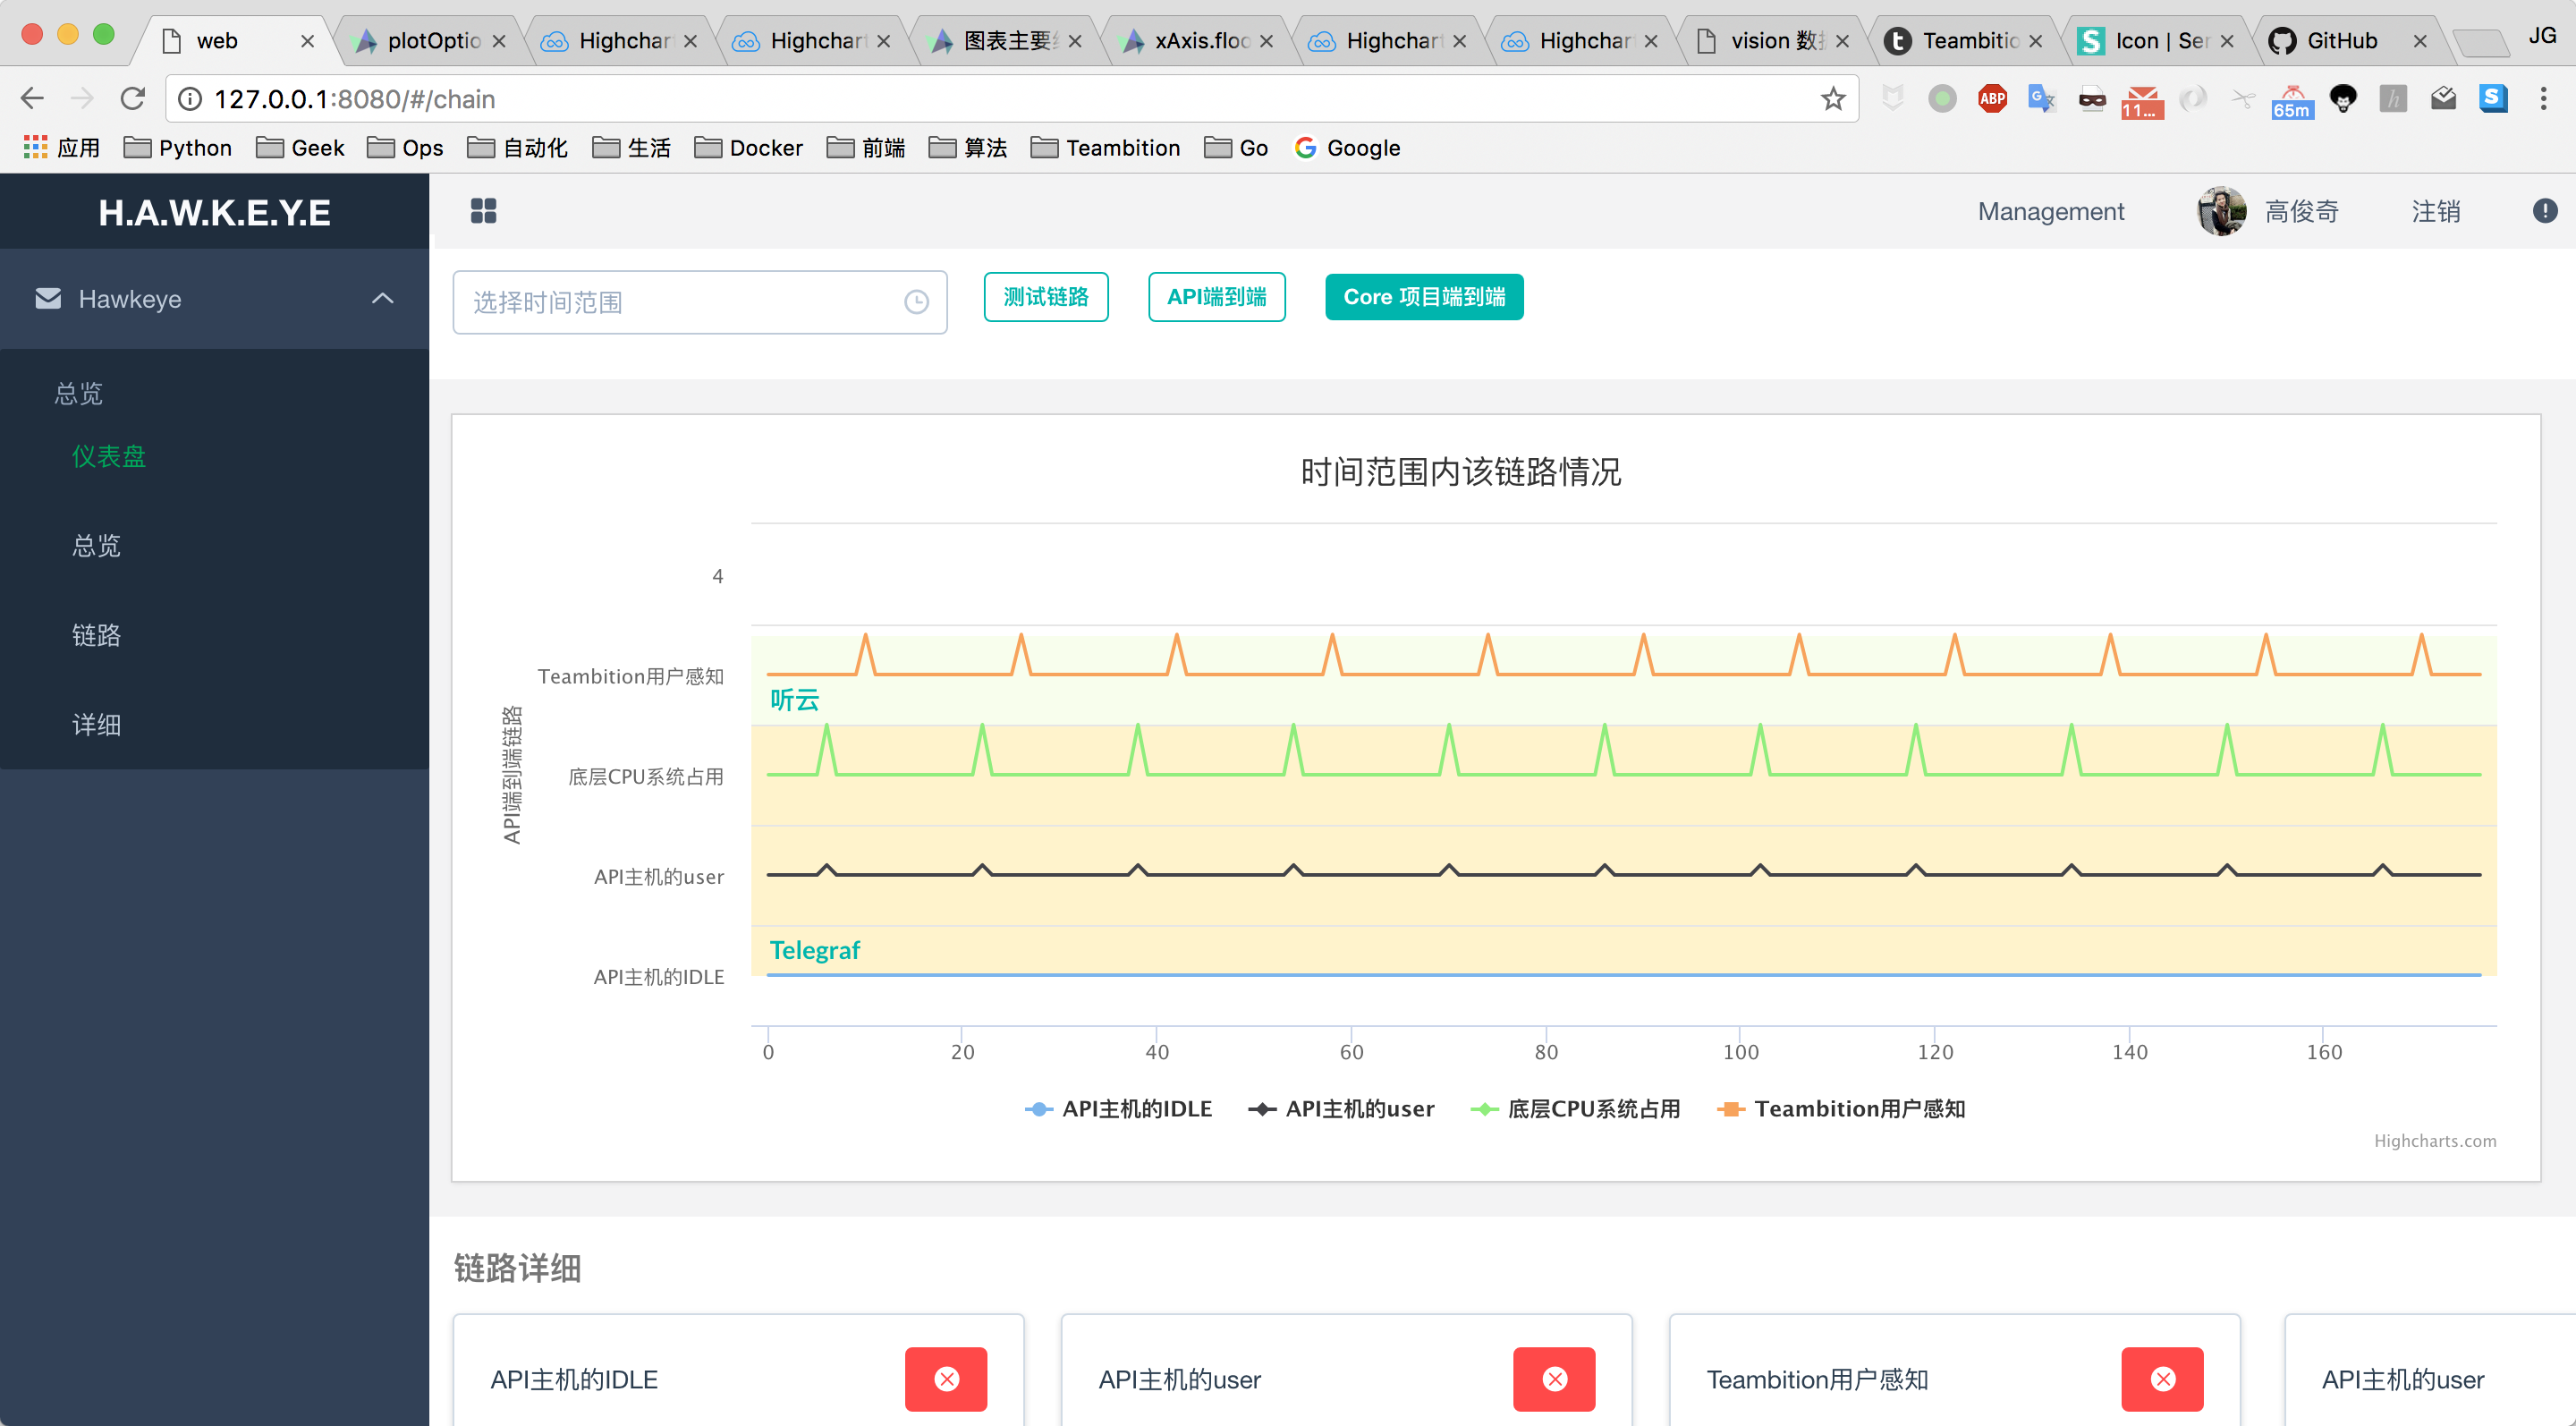 web plotOptio Highchar Highchar 图表主要 xAxis.floo Highchar Highchar vision 数 Teambitio Icon | Se GitHub JG
127.0.0.1:8080/#/chain ABP 11... 65m
应用 Python Geek Ops 自动化 生活 Docker 前端 算法 Teambition Go Google
H.A.W.K.E.Y.E Management 高俊奇 注销
Hawkeye
总览
仪表盘
总览
链路
详细
选择时间范围 测试链路 API端到端 Core 项目端到端
时间范围内该链路情况
API端到端链路
4
Teambition用户感知
听云
底层CPU系统占用
API主机的user
Telegraf
API主机的IDLE
0 20 40 60 80 100 120 140 160
API主机的IDLE API主机的user 底层CPU系统占用 Teambition用户感知
Highcharts.com
链路详细
API主机的IDLE API主机的user Teambition用户感知 API主机的user